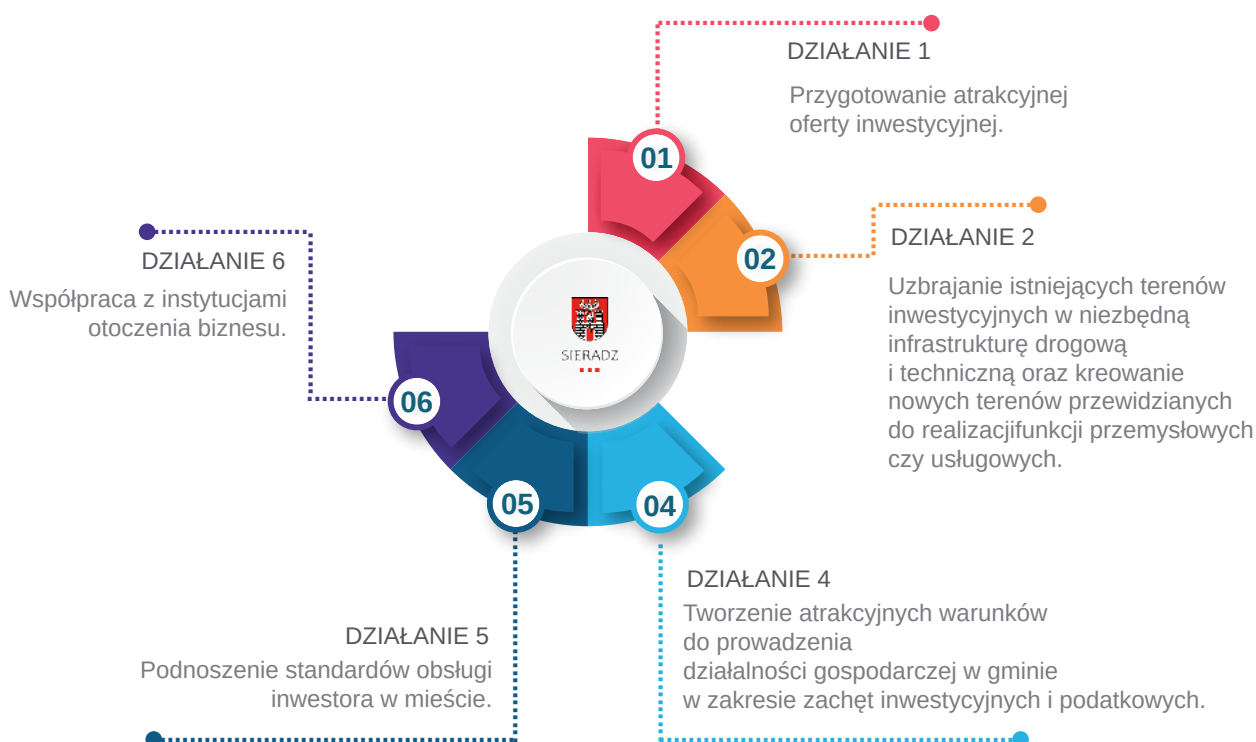 DZIAŁANIE 1
Przygotowanie atrakcyjnej
oferty inwestycyjnej.
01
02
DZIAŁANIE 2
Uzbrajanie istniejących terenów
inwestycyjnych w niezbędną
infrastrukturę drogową
i techniczną oraz kreowanie
nowych terenów przewidzianych
do realizacjifunkcji przemysłowych
czy usługowych.
DZIAŁANIE 6
Współpraca z instytucjami
otoczenia biznesu.
SIERADZ
06
05
04
DZIAŁANIE 4
Tworzenie atrakcyjnych warunków
do prowadzenia
działalności gospodarczej w gminie
w zakresie zachęt inwestycyjnych i podatkowych.
DZIAŁANIE 5
Podnoszenie standardów obsługi
inwestora w mieście.